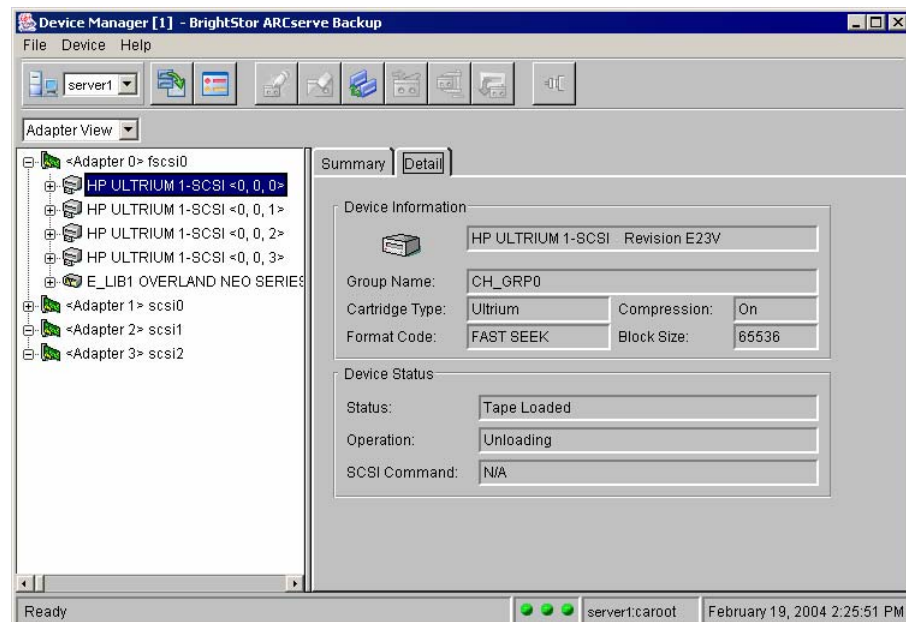 Device Manager [1] - BrightStor ARCserve Backup
File Device Help
server1
Adapter View
<Adapter 0> fscsi0
HP ULTRIUM 1-SCSI <0, 0, 0>
HP ULTRIUM 1-SCSI <0, 0, 1>
HP ULTRIUM 1-SCSI <0, 0, 2>
HP ULTRIUM 1-SCSI <0, 0, 3>
E_LIB1 OVERLAND NEO SERIES
<Adapter 1> scsi0
<Adapter 2> scsi1
<Adapter 3> scsi2
Summary Detail
Device Information
HP ULTRIUM 1-SCSI Revision E23V
Group Name: CH_GRP0
Cartridge Type: Ultrium Compression: On
Format Code: FAST SEEK Block Size: 65536
Device Status
Status: Tape Loaded
Operation: Unloading
SCSI Command: N/A
Ready server1:caroot February 19, 2004 2:25:51 PM